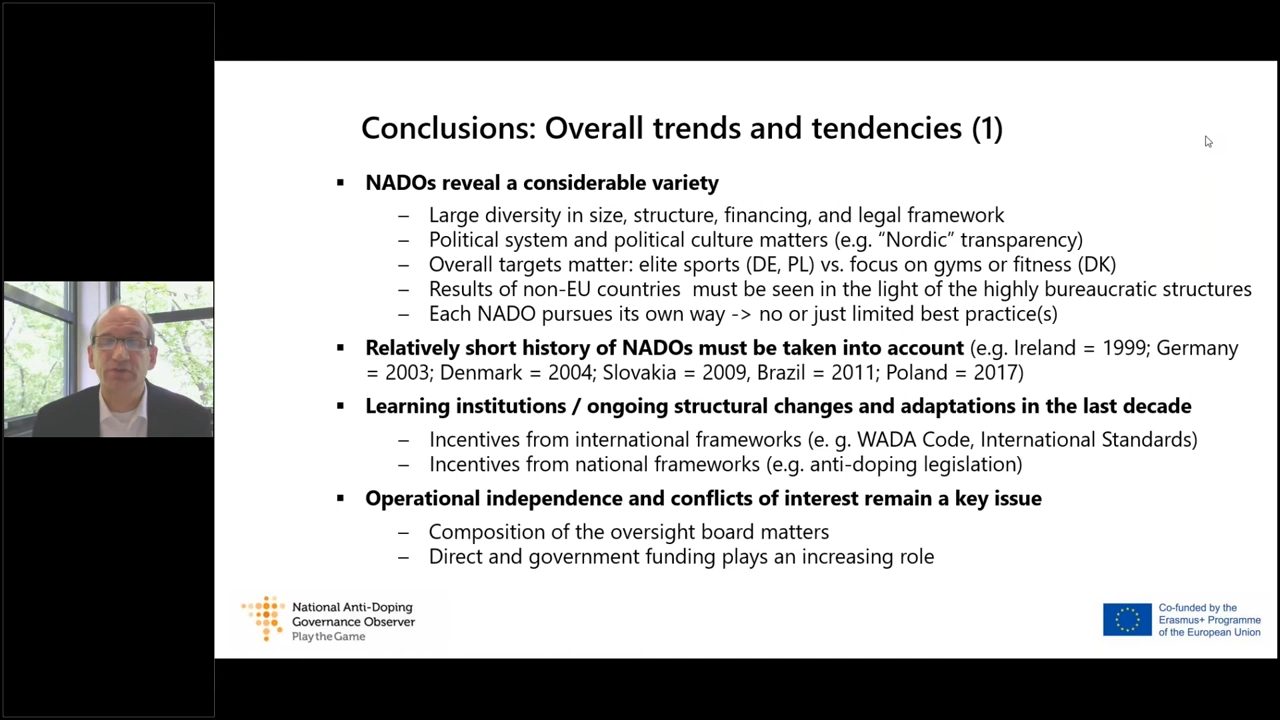 Conclusions: Overall trends and tendencies (1)
▪ NADOs reveal a considerable variety
– Large diversity in size, structure, financing, and legal framework
– Political system and political culture matters (e.g. “Nordic” transparency)
– Overall targets matter: elite sports (DE, PL) vs. focus on gyms or fitness (DK)
– Results of non-EU countries  must be seen in the light of the highly bureaucratic structures
– Each NADO pursues its own way -> no or just limited best practice(s)
▪ Relatively short history of NADOs must be taken into account (e.g. Ireland = 1999; Germany
= 2003; Denmark = 2004; Slovakia = 2009, Brazil = 2011; Poland = 2017)
▪ Learning institutions / ongoing structural changes and adaptations in the last decade
– Incentives from international frameworks (e. g. WADA Code, International Standards)
– Incentives from national frameworks (e.g. anti-doping legislation)
▪ Operational independence and conflicts of interest remain a key issue
– Composition of the oversight board matters
– Direct and government funding plays an increasing role
National Anti-Doping
Governance Observer
Play the Game
Co-funded by the
Erasmus+ Programme
of the European Union